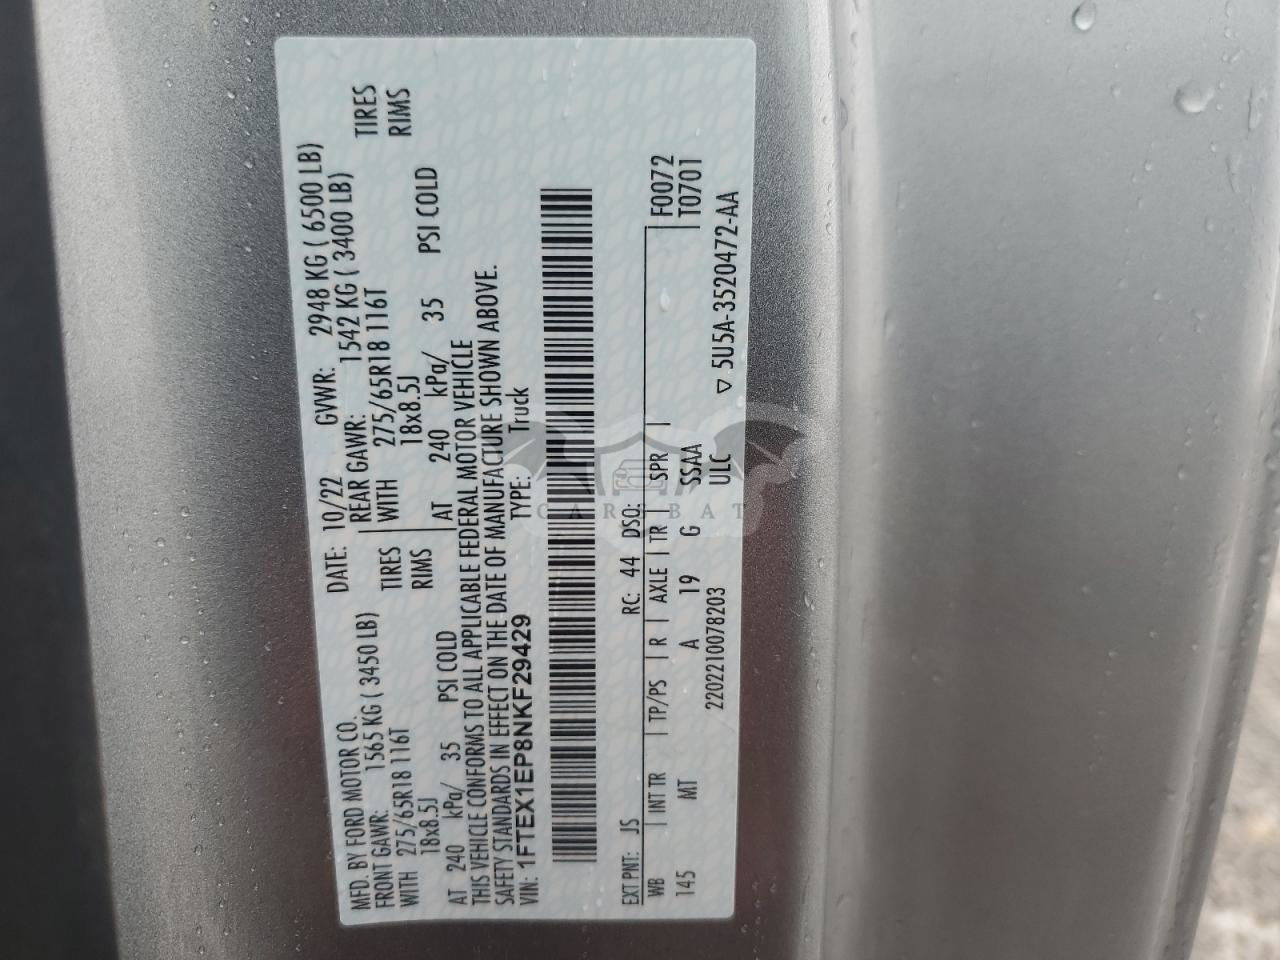 MFD. BY FORD MOTOR CO.
DATE: 10/22 GVWR: 2948 KG ( 6500 LB)
FRONT GAWR: 1565 KG ( 3450 LB) REAR GAWR: 1542 KG ( 3400 LB)
WITH 275/65R18 116T TIRES WITH 275/65R18 116T TIRES
18x8.5J RIMS 18x8.5J RIMS
AT 240 kPa/ 35 PSI COLD AT 240 kPa/ 35 PSI COLD
THIS VEHICLE CONFORMS TO ALL APPLICABLE FEDERAL MOTOR VEHICLE
SAFETY STANDARDS IN EFFECT ON THE DATE OF MANUFACTURE SHOWN ABOVE.
VIN: 1FTEX1EP8NKF29429 TYPE: Truck
EXT PNT: JS RC: 44 DSO: F0072
WB INT TR TP/PS R AXLE TR SPR T0701
145 MT A 19 G SSAA
2202210078203 ULC ▽ 5U5A-3520472-AA
CAR BAT